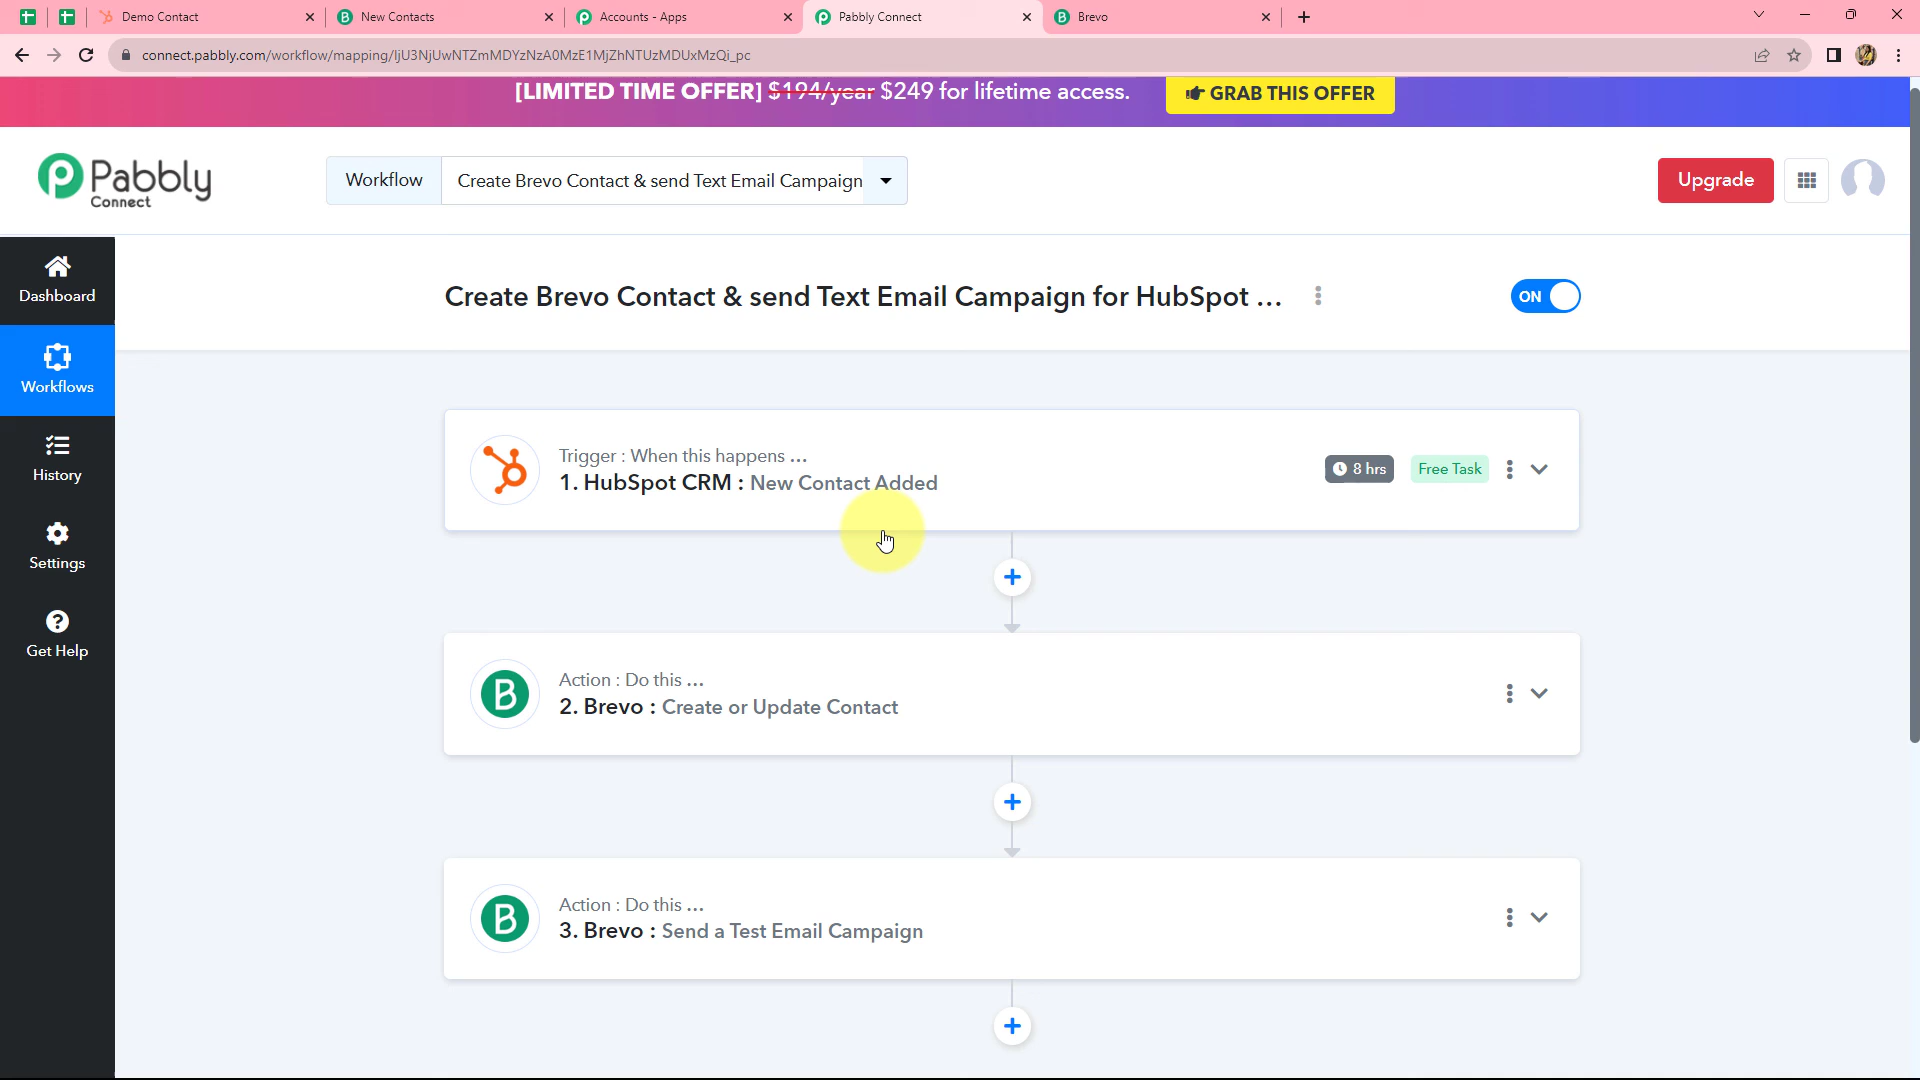 Demo Contact
New Contacts
Accounts - Apps
Pabbly Connect
Brevo
connect.pabbly.com/workflow/mapping/IjU3NjUwNTZmMDYzNzA0MzE1MjZhNTUzMDUxMzQi_pc
[LIMITED TIME OFFER] $194/year $249 for lifetime access.
GRAB THIS OFFER
Pabbly
Connect
Workflow
Create Brevo Contact & send Text Email Campaign
Upgrade
Dashboard
Workflows
History
Settings
Get Help
Create Brevo Contact & send Text Email Campaign for HubSpot ...
ON
Trigger : When this happens ...
1. HubSpot CRM : New Contact Added
8 hrs
Free Task
Action : Do this ...
2. Brevo : Create or Update Contact
Action : Do this ...
3. Brevo : Send a Test Email Campaign